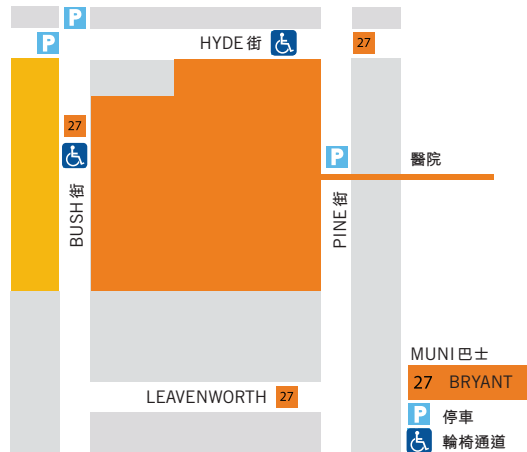 P
P
HYDE 街
27
27
P
醫院
BUSH 街
PINE 街
MUNI 巴士
27 BRYANT
LEAVENWORTH 27
P 停車
輪椅通道